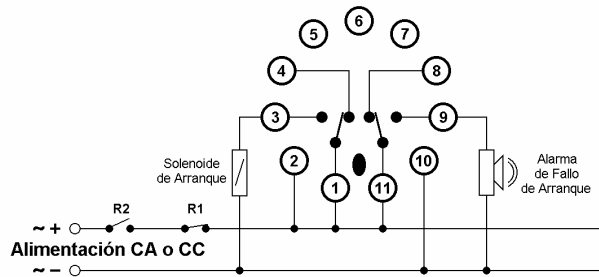 6
5
7
4
8
3
9
Solenoide
de Arranque
2
10
Alarma
de Fallo
de Arranque
1
11
R2
R1
~ +
Alimentación CA o CC
~ −